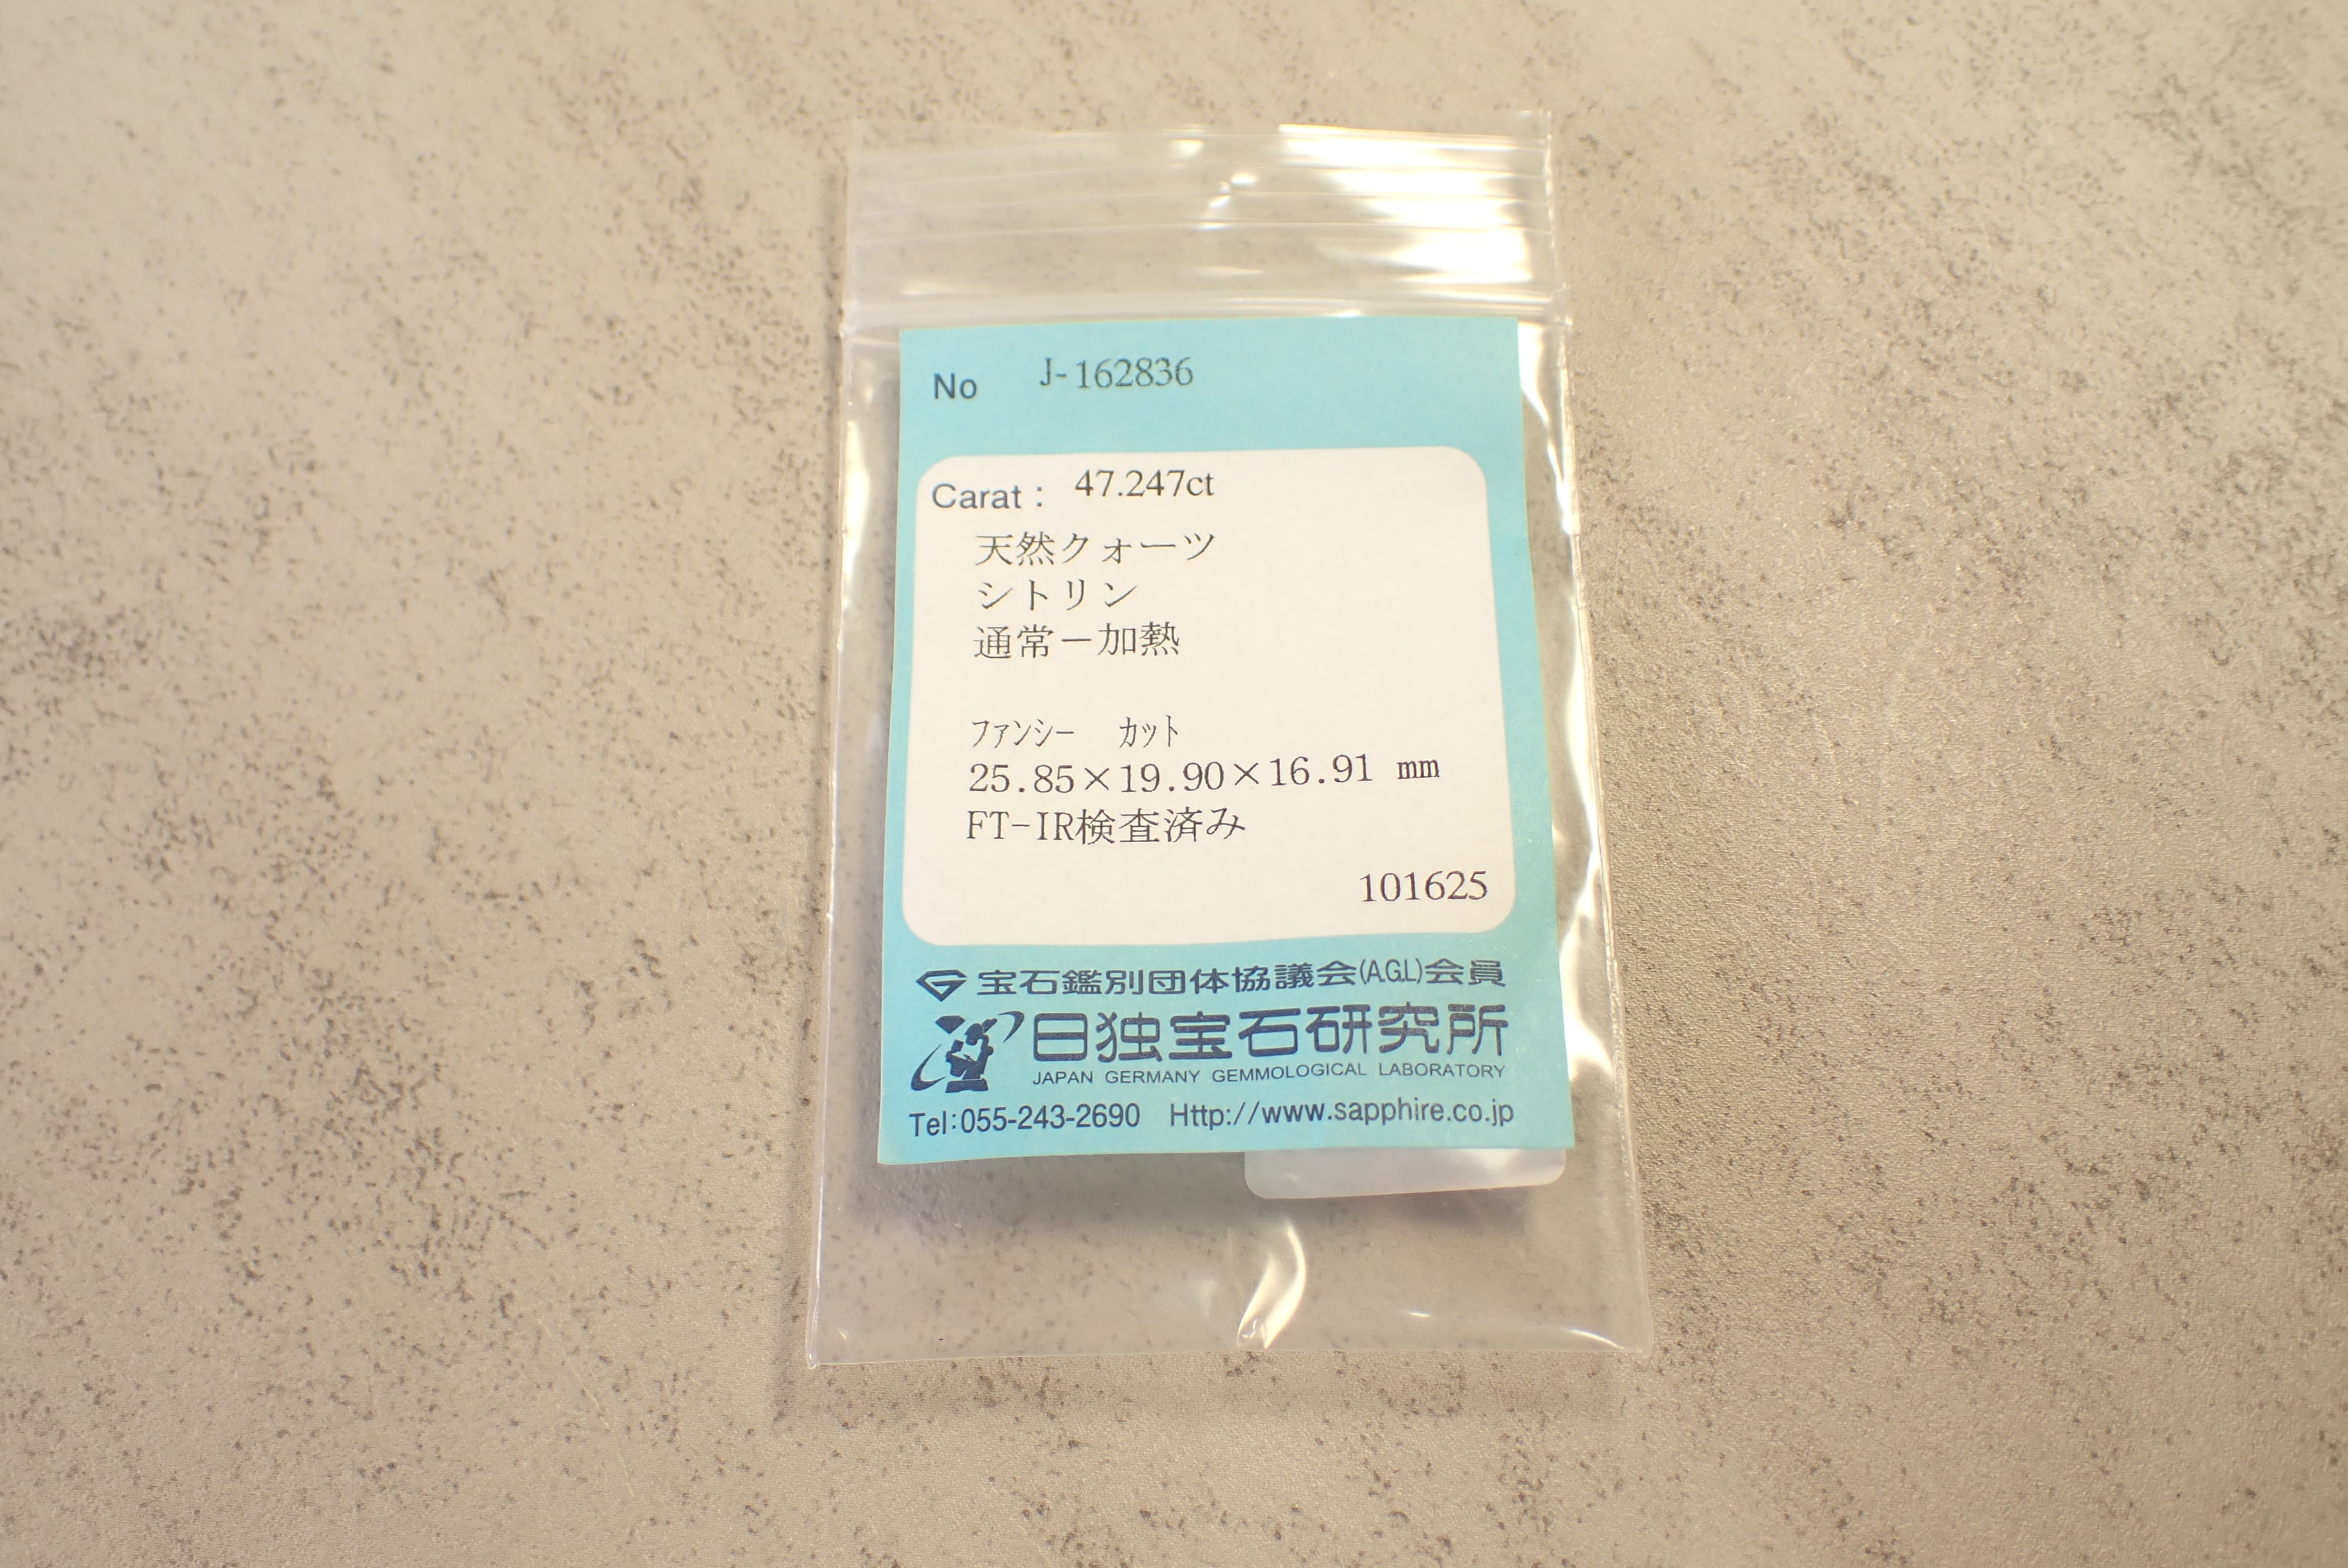 No J-162836
Carat: 47.247ct
天然クォーツ
シトリン
通常－加熱
ファンシー カット
25.85×19.90×16.91 mm
FT-IR検査済み
101625
宝石鑑別団体協議会(A.G.L)会員
日独宝石研究所
JAPAN GERMANY GEMMOLOGICAL LABORATORY
Tel:055-243-2690 Http://www.sapphire.co.jp